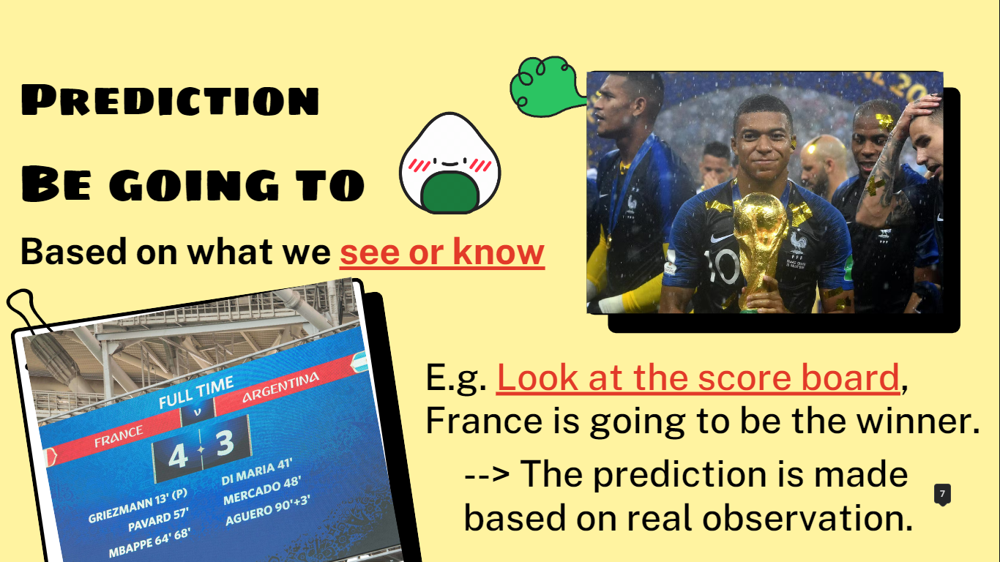 PREDICTION
BE GOING TO
Based on what we see or know
FULL TIME
FRANCE v ARGENTINA
4 3
GRIEZMANN 13' (P)
PAVARD 57'
MBAPPE 64' 68'
DI MARIA 41'
MERCADO 48'
AGUERO 90'+3'
10
FFF
E.g. Look at the score board,
France is going to be the winner.
--> The prediction is made
based on real observation.
7